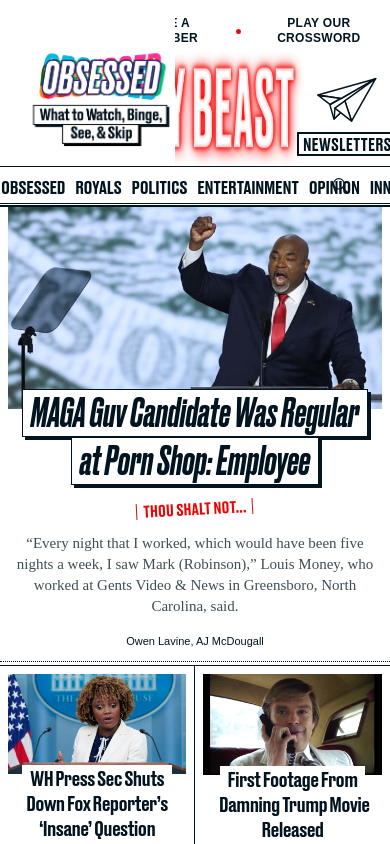 E A
BER
PLAY OUR
CROSSWORD
OBSESSED
What to Watch, Binge,
See, & Skip
Y BEAST
NEWSLETTERS
OBSESSED ROYALS POLITICS ENTERTAINMENT OPINION INN
MAGA Guv Candidate Was Regular
at Porn Shop: Employee
THOU SHALT NOT...
“Every night that I worked, which would have been five
nights a week, I saw Mark (Robinson),” Louis Money, who
worked at Gents Video & News in Greensboro, North
Carolina, said.
Owen Lavine, AJ McDougall
WH Press Sec Shuts
Down Fox Reporter’s
‘Insane’ Question
First Footage From
Damning Trump Movie
Released